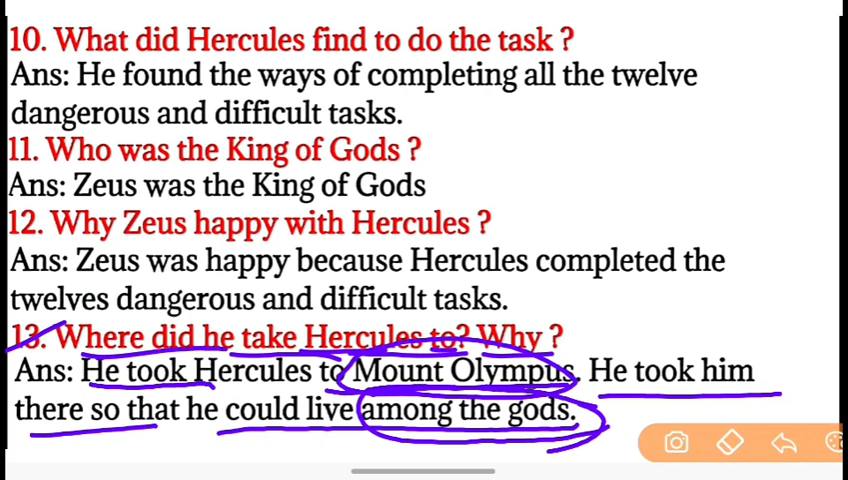 10. What did Hercules find to do the task ?
Ans: He found the ways of completing all the twelve
dangerous and difficult tasks.
11. Who was the King of Gods ?
Ans: Zeus was the King of Gods
12. Why Zeus happy with Hercules ?
Ans: Zeus was happy because Hercules completed the
twelves dangerous and difficult tasks.
13. Where did he take Hercules to? Why ?
Ans: He took Hercules to Mount Olympus. He took him
there so that he could live among the gods.